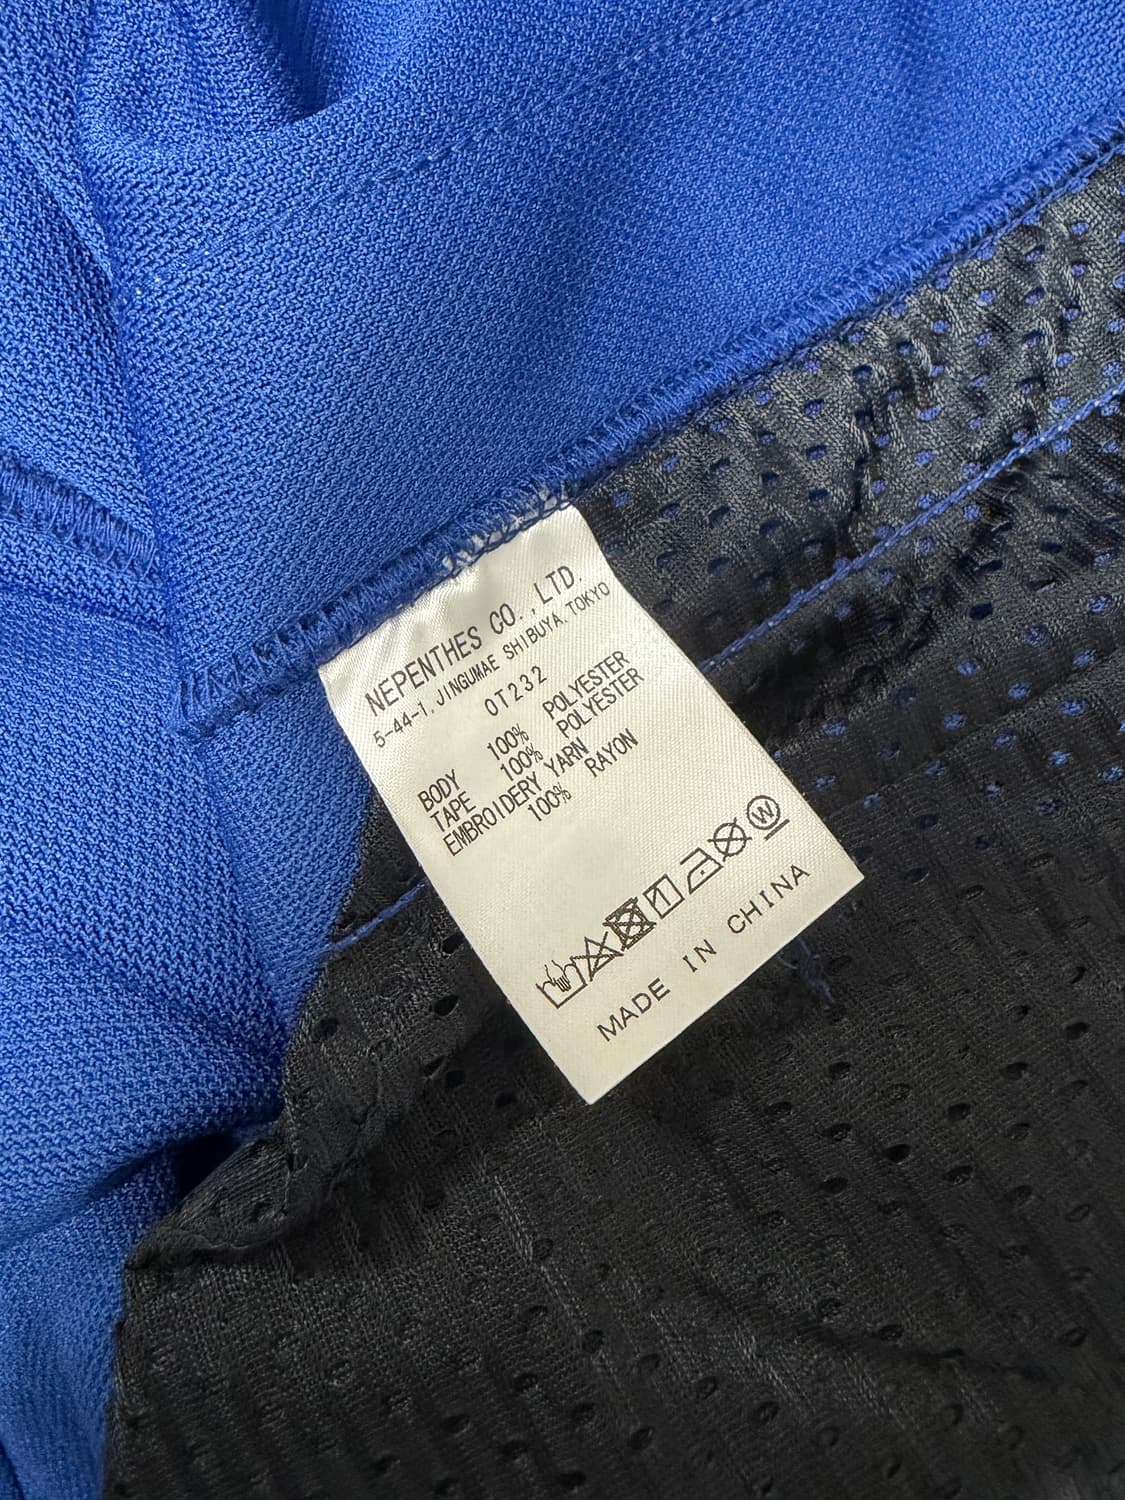 NEPENTHES CO.,LTD.
5-44-1, JINGUMAE SHIBUYA, TOKYO
OT232
BODY 100% POLYESTER
TAPE 100% POLYESTER
EMBROIDERY YARN
100% RAYON
W
MADE IN CHINA